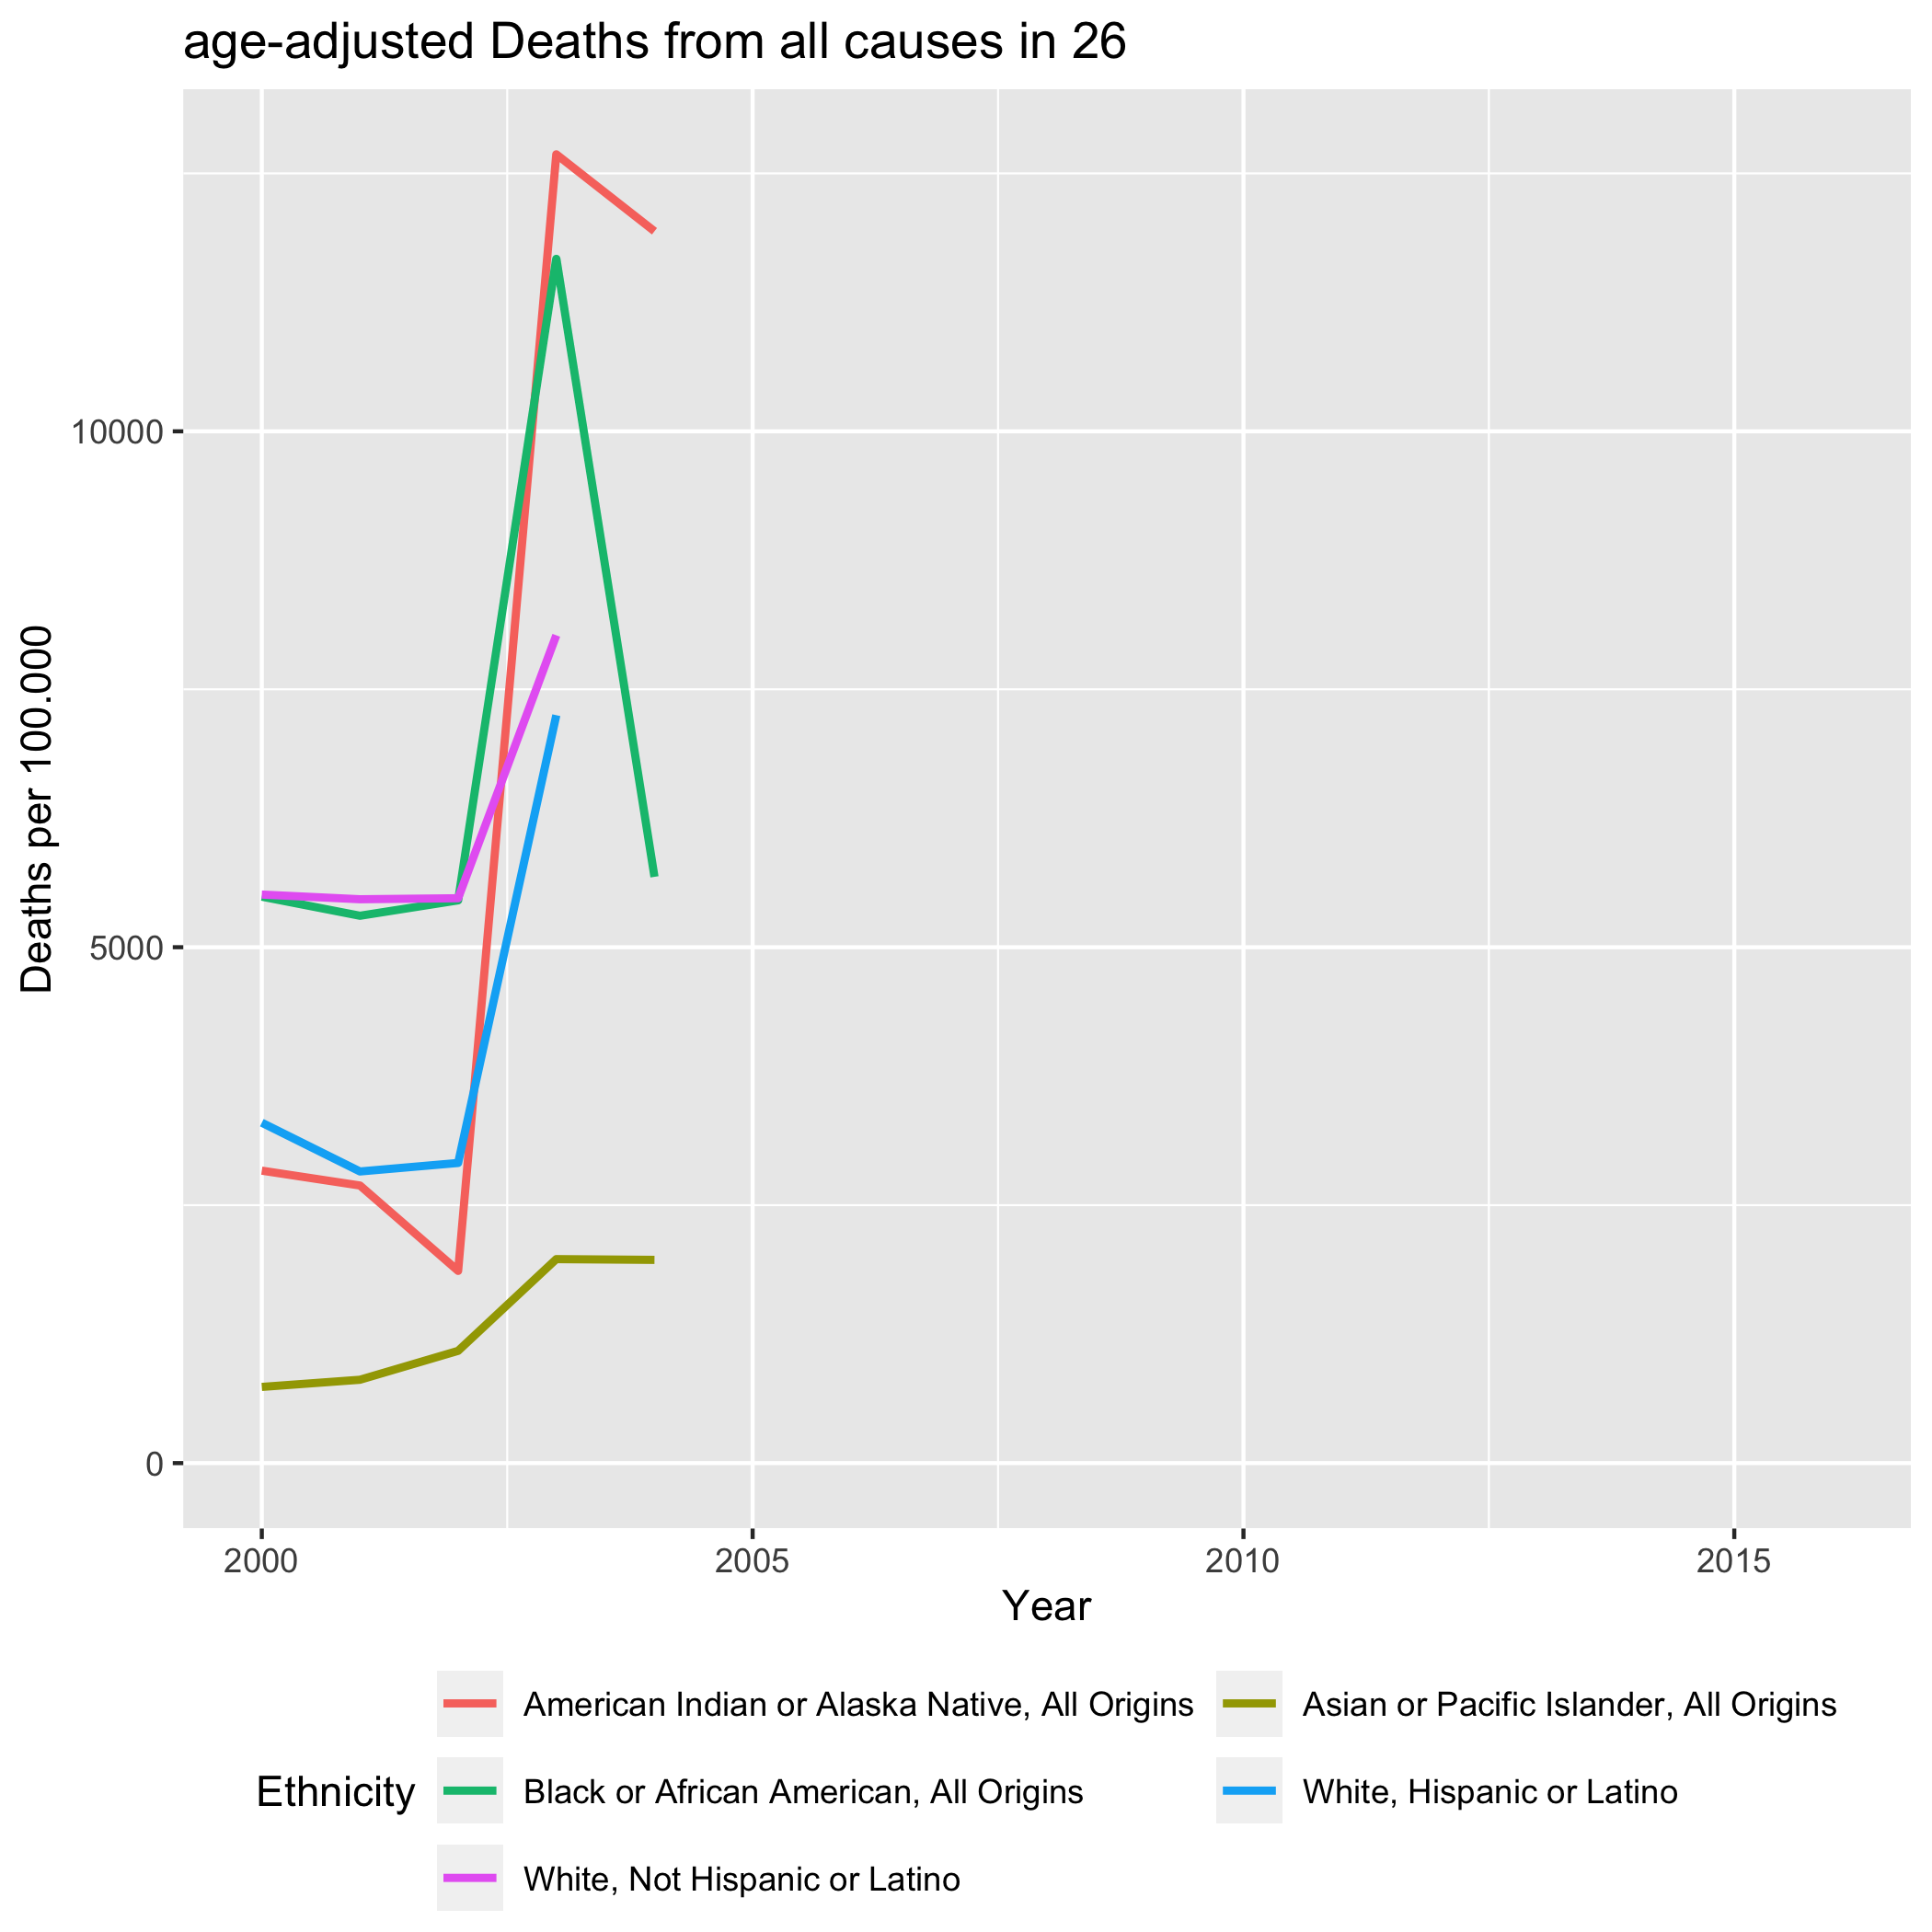 age-adjusted Deaths from all causes in 26
Deaths per 100.000
10000
5000
0
2000 2005 2010 2015
Year
Ethnicity
American Indian or Alaska Native, All Origins
Asian or Pacific Islander, All Origins
Black or African American, All Origins
White, Hispanic or Latino
White, Not Hispanic or Latino